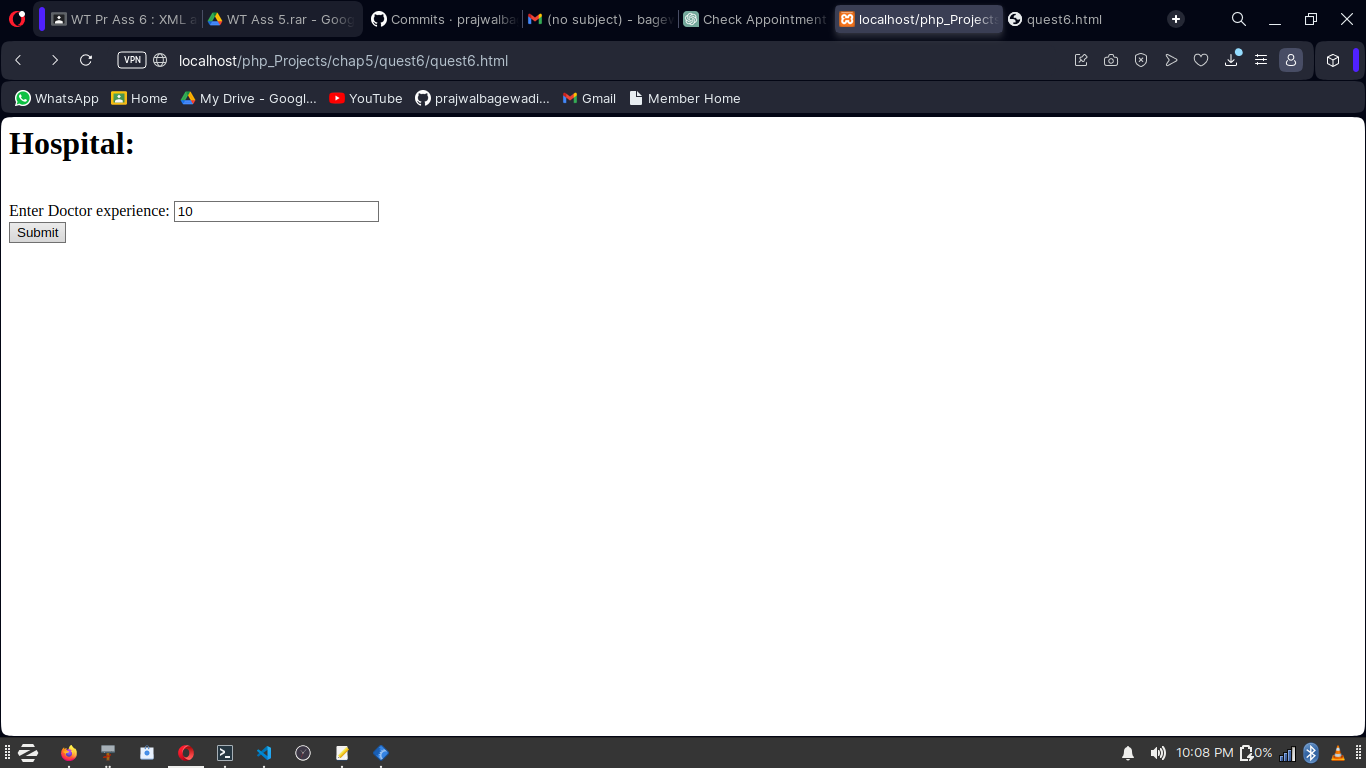 WT Pr Ass 6 : XML a
WT Ass 5.rar - Goog
Commits · prajwalba
(no subject) - bagew
Check Appointment
localhost/php_Projects
quest6.html
VPN
localhost/php_Projects/chap5/quest6/quest6.html
WhatsApp
Home
My Drive - Googl...
YouTube
prajwalbagewadi...
Gmail
Member Home
Hospital:
Enter Doctor experience: 10
Submit
10:08 PM
0%